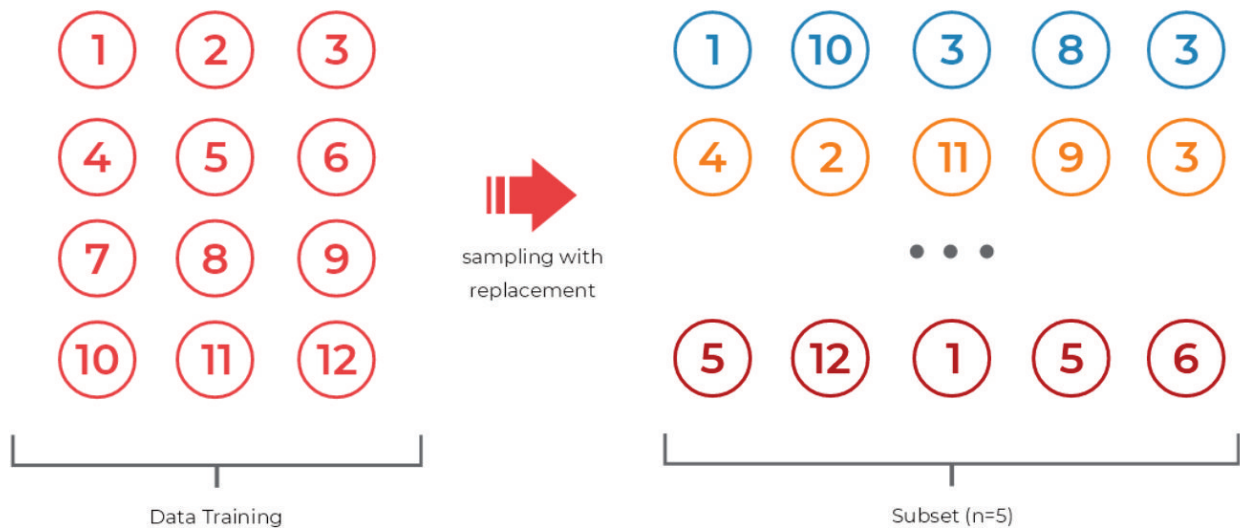 1 2 3
4 5 6
7 8 9
10 11 12
Data Training
sampling with
replacement
1 10 3 8 3
4 2 11 9 3
• • •
5 12 1 5 6
Subset (n=5)